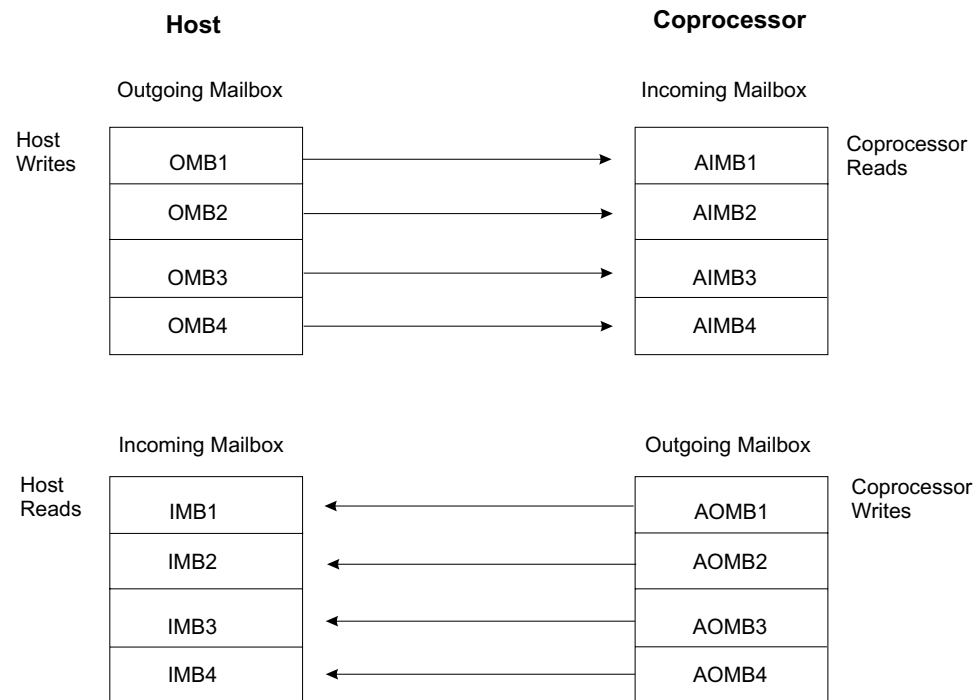 Host
Coprocessor
Outgoing Mailbox
Incoming Mailbox
Host
Writes
OMB1
AIMB1
Coprocessor
Reads
OMB2
AIMB2
OMB3
AIMB3
OMB4
AIMB4
Incoming Mailbox
Outgoing Mailbox
Host
Reads
IMB1
AOMB1
Coprocessor
Writes
IMB2
AOMB2
IMB3
AOMB3
IMB4
AOMB4